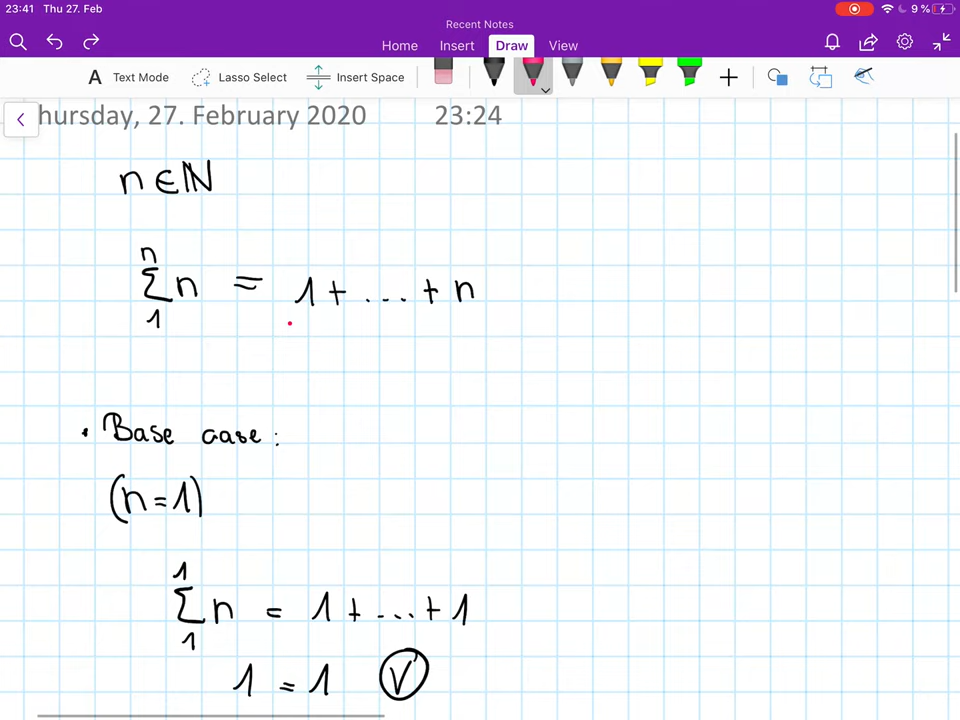 23:41 Thu 27. Feb 9 %
Recent Notes
Home Insert Draw View
Text Mode Lasso Select Insert Space
hursday, 27. February 2020 23:24
n∈ℕ
n
Σ n = 1 + ... + n
1
• Base case:
(n=1)
1
Σ n = 1 + ... + 1
1
1 = 1 √